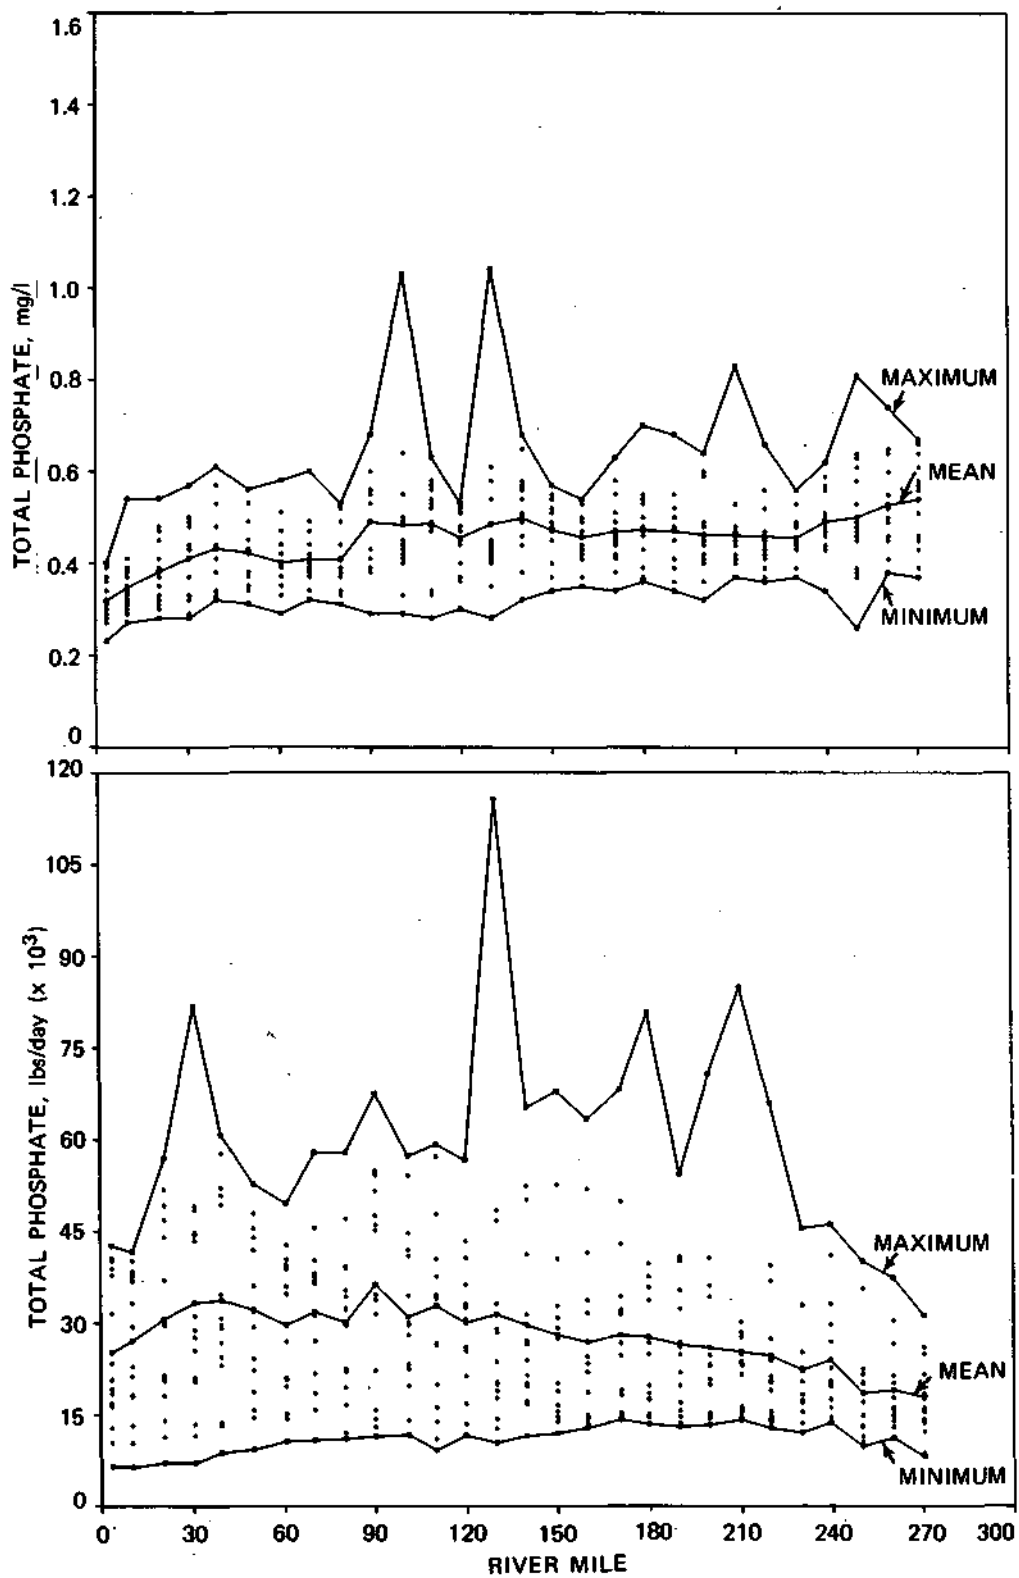 1.6
1.4
1.2
1.0
0.8
0.6
0.4
0.2
0
TOTAL PHOSPHATE, mg/l
MAXIMUM
MEAN
MINIMUM
120
105
90
75
60
45
30
15
0
TOTAL PHOSPHATE, lbs/day (x 10³)
MAXIMUM
MEAN
MINIMUM
0 30 60 90 120 150 180 210 240 270 300
RIVER MILE